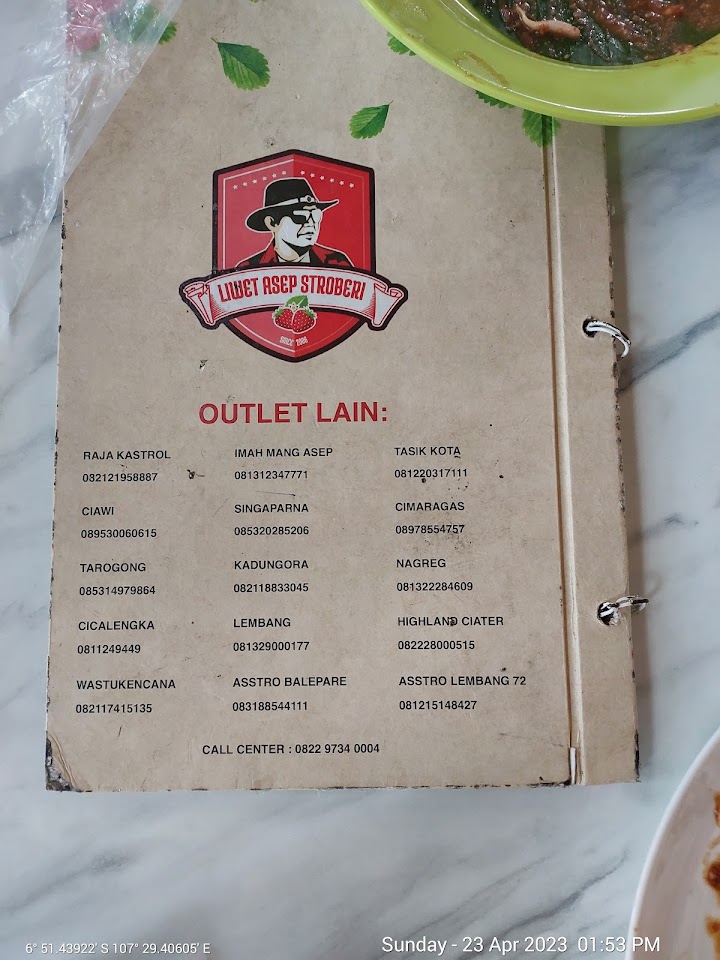 LIWET ASEP STROBERI
SINCE 1996
OUTLET LAIN:
RAJA KASTROL
082121958887
IMAH MANG ASEP
081312347771
TASIK KOTA
081220317111
CIAWI
089530060615
SINGAPARNA
085320285206
CIMARAGAS
08978554757
TAROGONG
085314979864
KADUNGORA
082118833045
NAGREG
081322284609
CICALENGKA
0811249449
LEMBANG
081329000177
HIGHLAND CIATER
082228000515
WASTUKENCANA
082117415135
ASSTRO BALEPARE
083188544111
ASSTRO LEMBANG 72
081215148427
CALL CENTER : 0822 9734 0004
6° 51.43922' S 107° 29.40605' E
Sunday - 23 Apr 2023 01:53 PM